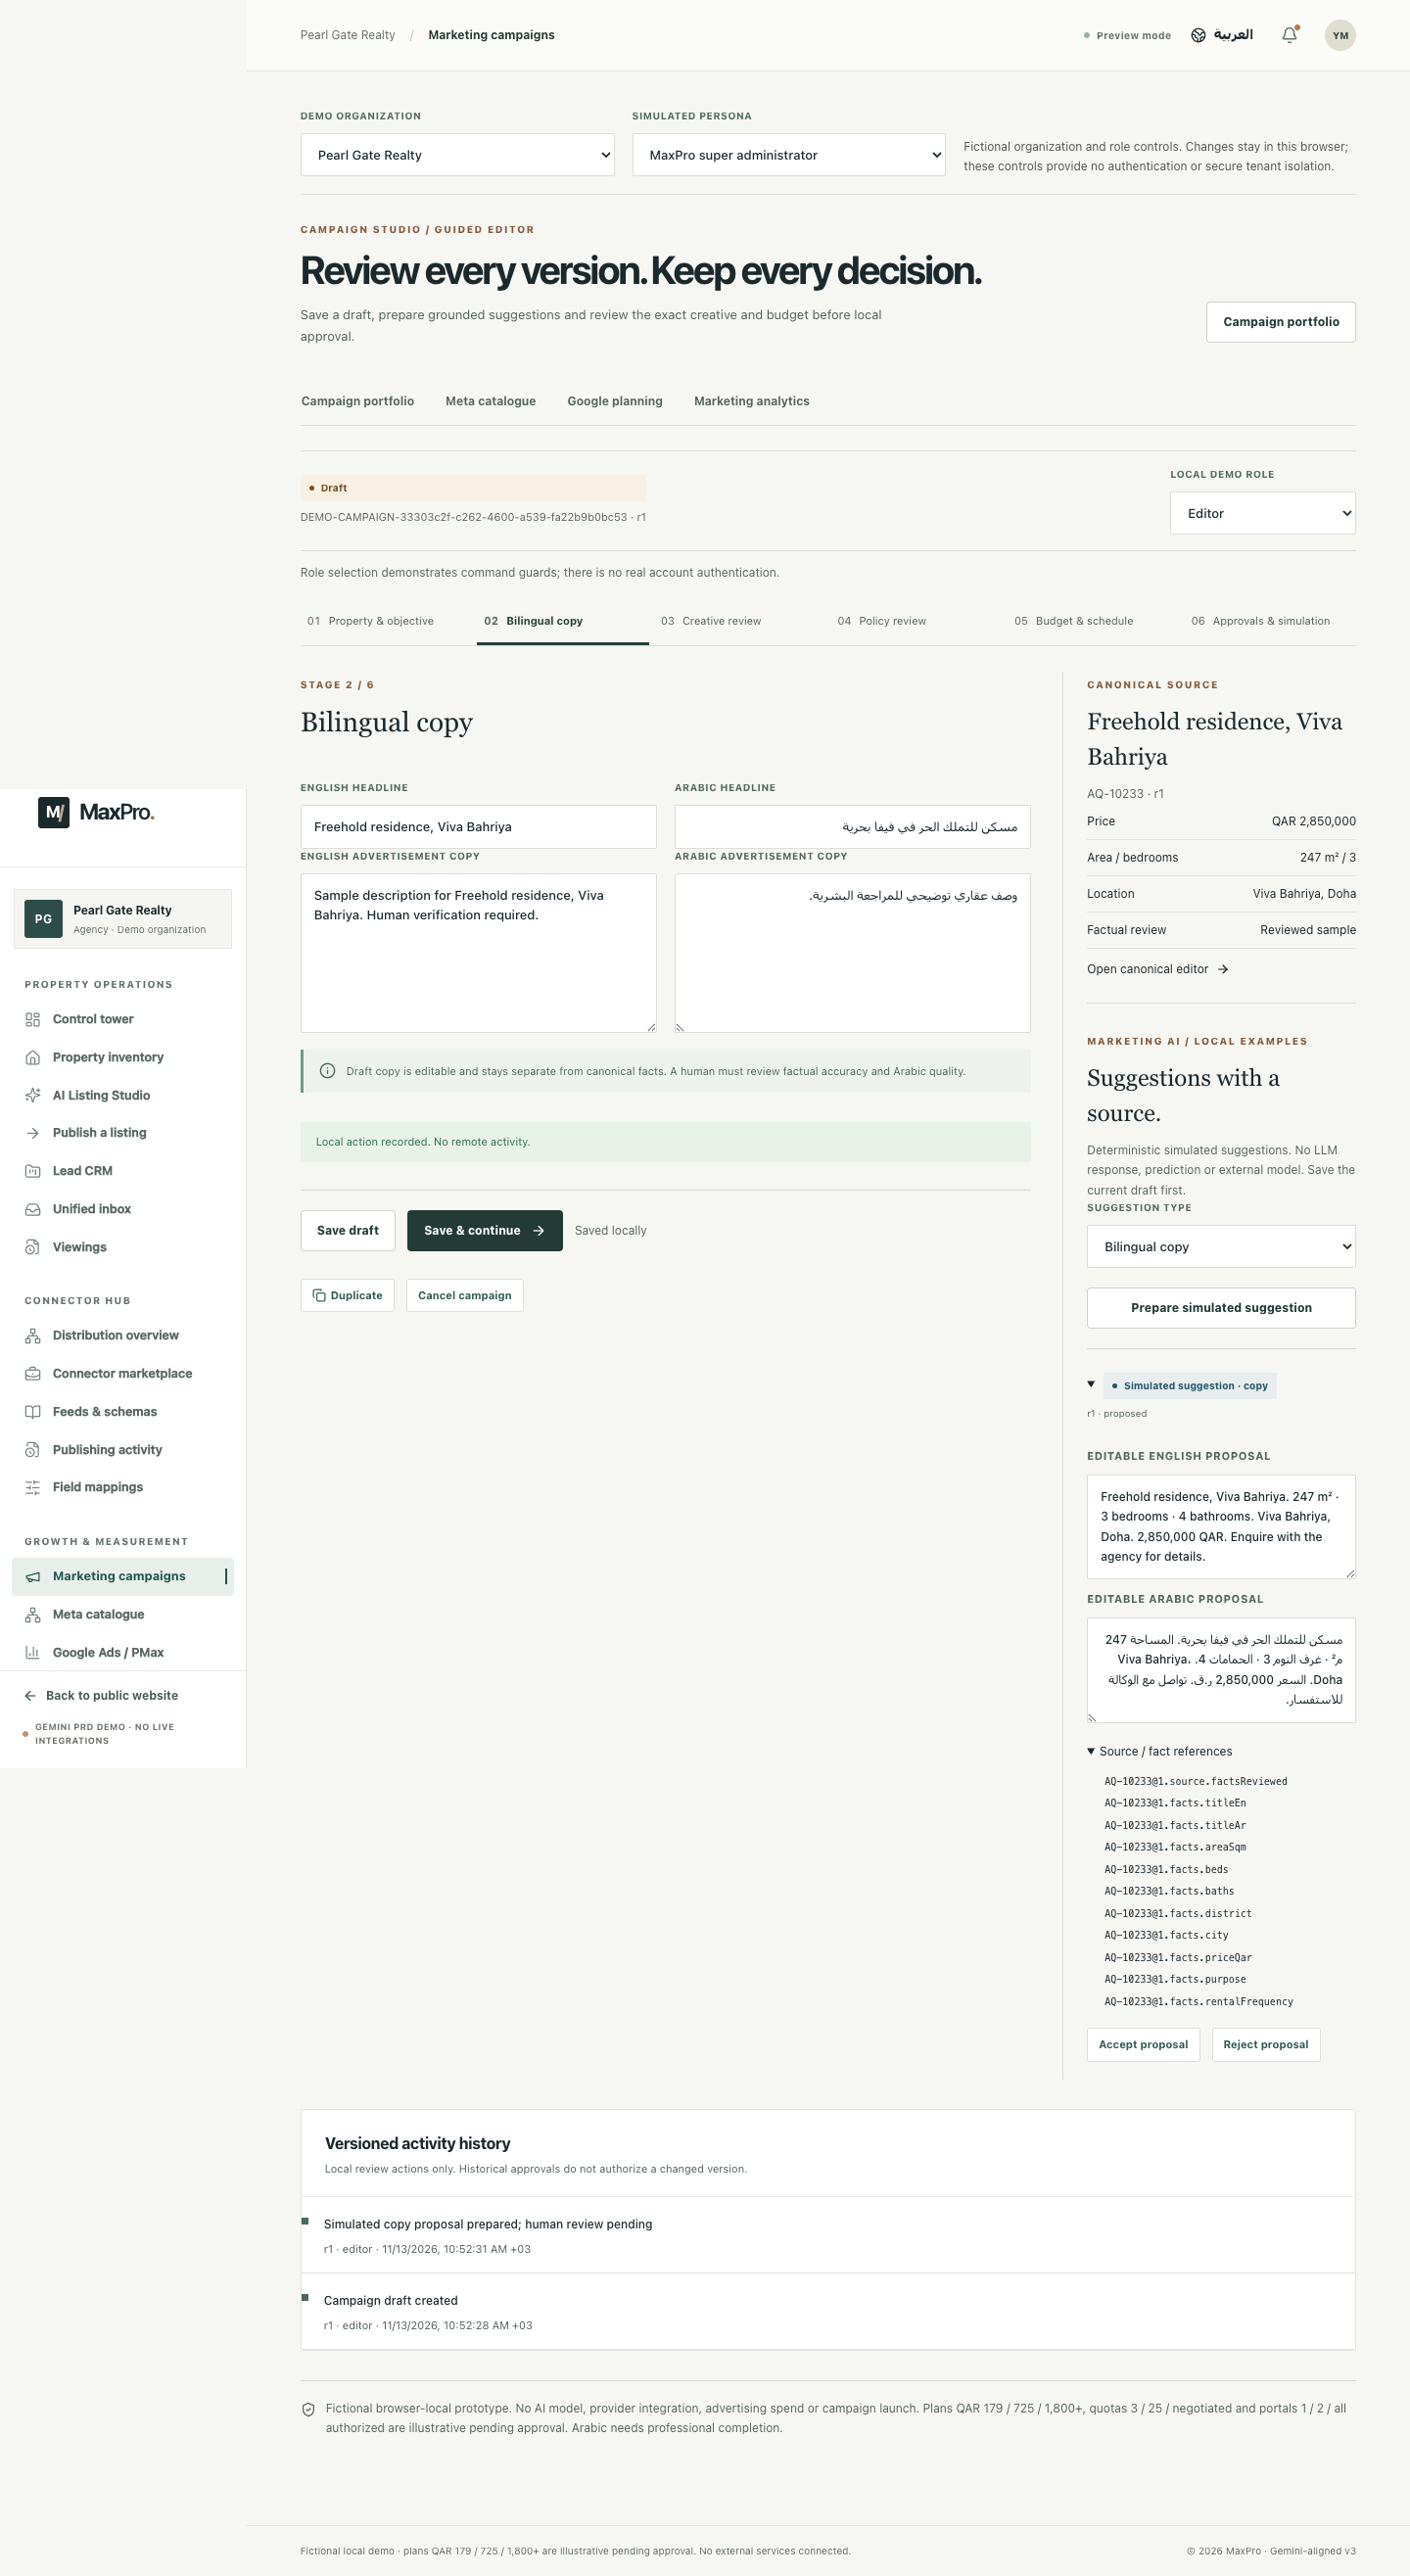 Pearl Gate Realty / Marketing campaigns
Preview mode
العربية
YM
DEMO ORGANIZATION
Pearl Gate Realty
SIMULATED PERSONA
MaxPro super administrator
Fictional organization and role controls. Changes stay in this browser;
these controls provide no authentication or secure tenant isolation.
CAMPAIGN STUDIO / GUIDED EDITOR
Review every version. Keep every decision.
Save a draft, prepare grounded suggestions and review the exact creative and budget before local
approval.
Campaign portfolio
Campaign portfolio
Meta catalogue
Google planning
Marketing analytics
Draft
DEMO-CAMPAIGN-33303c2f-c262-4600-a539-fa22b9b0bc53 · r1
LOCAL DEMO ROLE
Editor
Role selection demonstrates command guards; there is no real account authentication.
01 Property & objective
02 Bilingual copy
03 Creative review
04 Policy review
05 Budget & schedule
06 Approvals & simulation
STAGE 2 / 6
Bilingual copy
ENGLISH HEADLINE
Freehold residence, Viva Bahriya
ARABIC HEADLINE
مسكن للتملك الحر في فيفا بحرية
ENGLISH ADVERTISEMENT COPY
Sample description for Freehold residence, Viva
Bahriya. Human verification required.
ARABIC ADVERTISEMENT COPY
وصف عقاري توضيحي للمراجعة البشرية.
Draft copy is editable and stays separate from canonical facts. A human must review factual accuracy and Arabic quality.
Local action recorded. No remote activity.
Save draft
Save & continue
Saved locally
Duplicate
Cancel campaign
CANONICAL SOURCE
Freehold residence, Viva
Bahriya
AQ-10233 · r1
Price QAR 2,850,000
Area / bedrooms 247 m² / 3
Location Viva Bahriya, Doha
Factual review Reviewed sample
Open canonical editor
MARKETING AI / LOCAL EXAMPLES
Suggestions with a
source.
Deterministic simulated suggestions. No LLM
response, prediction or external model. Save the
current draft first.
SUGGESTION TYPE
Bilingual copy
Prepare simulated suggestion
Simulated suggestion · copy
r1 · proposed
EDITABLE ENGLISH PROPOSAL
Freehold residence, Viva Bahriya. 247 m² ·
3 bedrooms · 4 bathrooms. Viva Bahriya,
Doha. 2,850,000 QAR. Enquire with the
agency for details.
EDITABLE ARABIC PROPOSAL
مسكن للتملك الحر في فيفا بحرية. المساحة 247
م² · غرف النوم 3 · الحمامات 4. Viva Bahriya،
Doha. السعر 2,850,000 ر.ق. تواصل مع الوكالة
للاستفسار.
Source / fact references
AQ-10233@1.source.factsReviewed
AQ-10233@1.facts.titleEn
AQ-10233@1.facts.titleAr
AQ-10233@1.facts.areaSqm
AQ-10233@1.facts.beds
AQ-10233@1.facts.baths
AQ-10233@1.facts.district
AQ-10233@1.facts.city
AQ-10233@1.facts.priceQar
AQ-10233@1.facts.purpose
AQ-10233@1.facts.rentalFrequency
Accept proposal
Reject proposal
M/ MaxPro.
PG
Pearl Gate Realty
Agency · Demo organization
PROPERTY OPERATIONS
Control tower
Property inventory
AI Listing Studio
Publish a listing
Lead CRM
Unified inbox
Viewings
CONNECTOR HUB
Distribution overview
Connector marketplace
Feeds & schemas
Publishing activity
Field mappings
GROWTH & MEASUREMENT
Marketing campaigns
Meta catalogue
Google Ads / PMax
Back to public website
GEMINI PRD DEMO · NO LIVE
INTEGRATIONS
Versioned activity history
Local review actions only. Historical approvals do not authorize a changed version.
Simulated copy proposal prepared; human review pending
r1 · editor · 11/13/2026, 10:52:31 AM +03
Campaign draft created
r1 · editor · 11/13/2026, 10:52:28 AM +03
Fictional browser-local prototype. No AI model, provider integration, advertising spend or campaign launch. Plans QAR 179 / 725 / 1,800+, quotas 3 / 25 / negotiated and portals 1 / 2 / all
authorized are illustrative pending approval. Arabic needs professional completion.
Fictional local demo · plans QAR 179 / 725 / 1,800+ are illustrative pending approval. No external services connected.
© 2026 MaxPro · Gemini-aligned v3